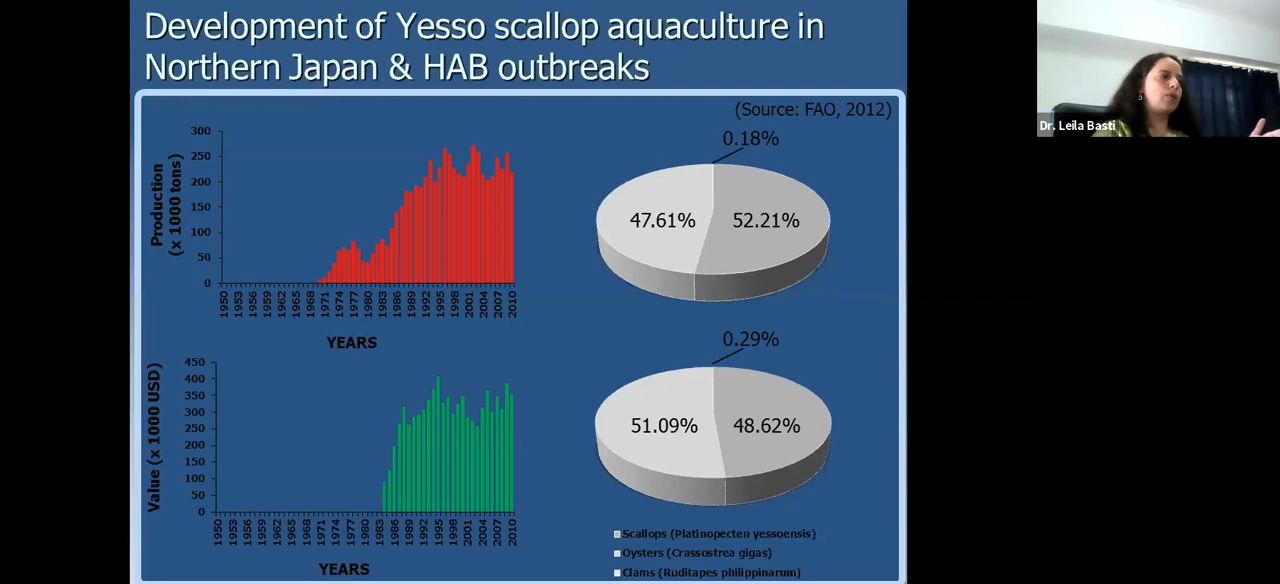 Development of Yesso scallop aquaculture in
Northern Japan & HAB outbreaks
(Source: FAO, 2012)
Dr. Leila Basti
Production
(x 1000 tons)
300
250
200
150
100
50
0
1950 1953 1956 1959 1962 1965 1968 1971 1974 1977 1980 1983 1986 1989 1992 1995 1998 2001 2004 2007 2010
YEARS
0.18%
47.61%
52.21%
Value (x 1000 USD)
450
400
350
300
250
200
150
100
50
0
1950 1953 1956 1959 1962 1965 1968 1971 1974 1977 1980 1983 1986 1989 1992 1995 1998 2001 2004 2007 2010
YEARS
0.29%
51.09%
48.62%
Scallops (Platinopecten yessoensis)
Oysters (Crassostrea gigas)
Clams (Ruditapes philippinarum)